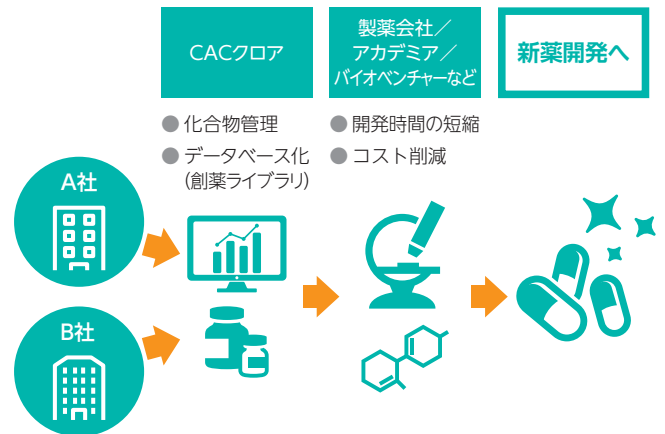 CACクロア
製薬会社／
アカデミア／
バイオベンチャーなど
新薬開発へ
● 化合物管理
● データベース化
(創薬ライブラリ)
● 開発時間の短縮
● コスト削減
A社
B社